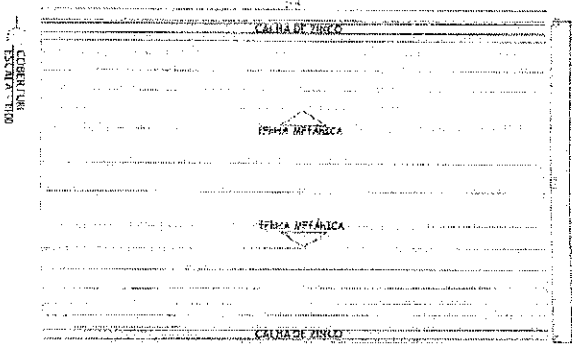 CALHA DE ZINCO
TELHA METÁLICA
TELHA METÁLICA
CALHA DE ZINCO
COBERTURA
ESCALA - 1:100